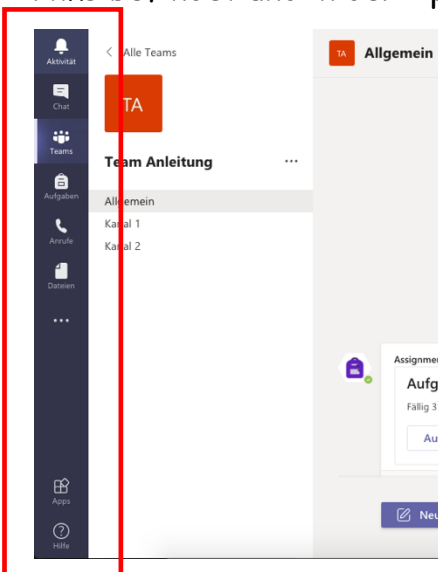 Aktivität
Chat
Teams
Aufgaben
Anrufe
Dateien
Apps
Hilfe
Alle Teams
TA
Team Anleitung
Allgemein
Kanal 1
Kanal 2
TA Allgemein
Assignme
Aufg
Fällig 3
Au
Neu